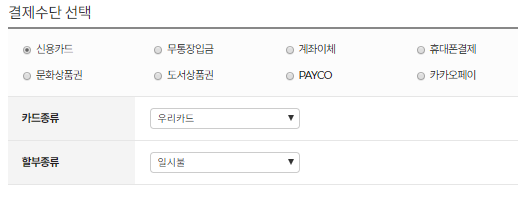 결제수단 선택
신용카드 무통장입금 계좌이체 휴대폰결제
문화상품권 도서상품권 PAYCO 카카오페이
카드종류 우리카드
할부종류 일시불